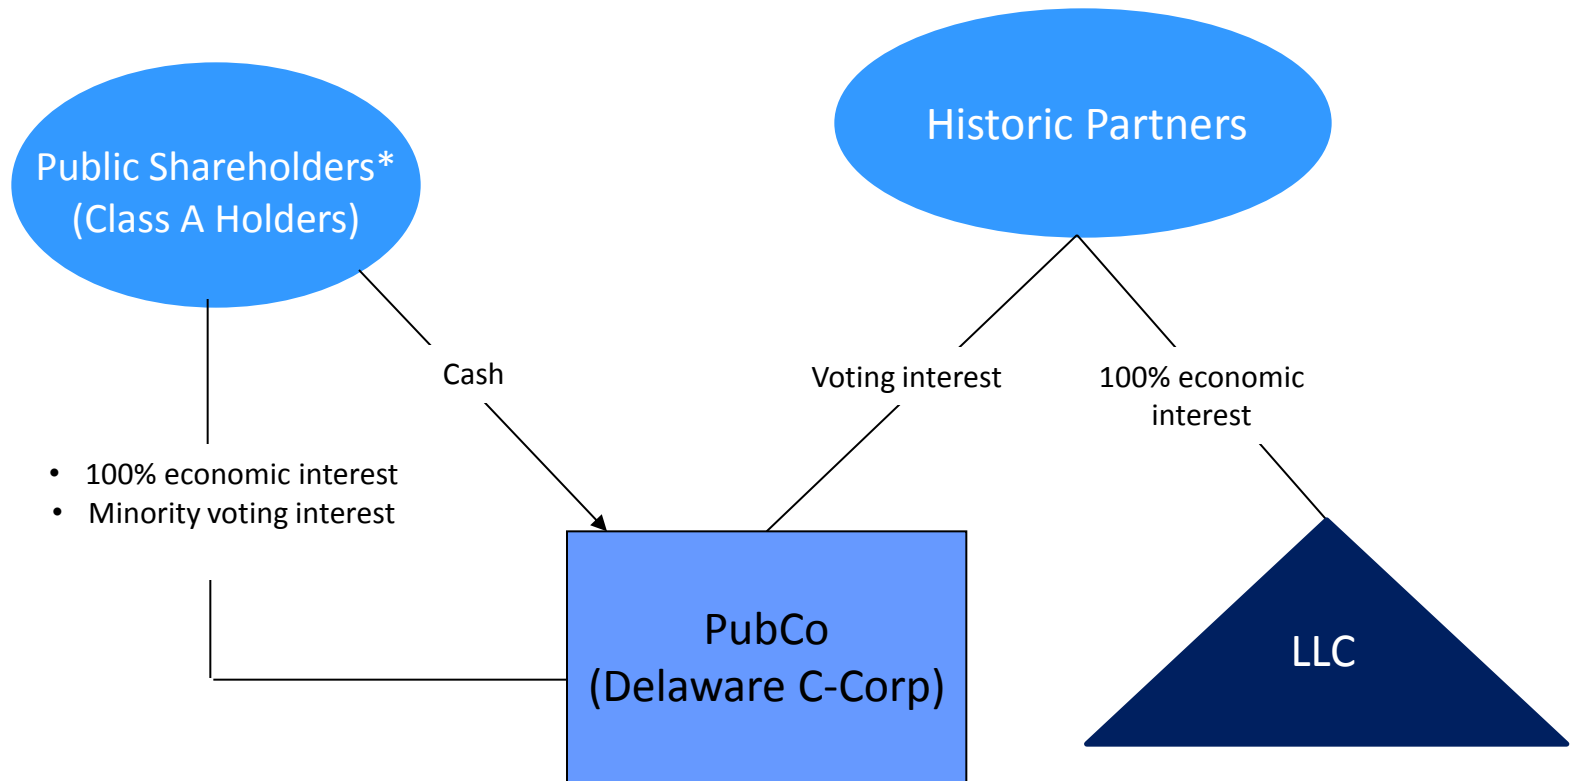 Historic Partners
Public Shareholders*
(Class A Holders)
Cash
Voting interest
100% economic
interest
• 100% economic interest
• Minority voting interest
PubCo
(Delaware C-Corp)
LLC